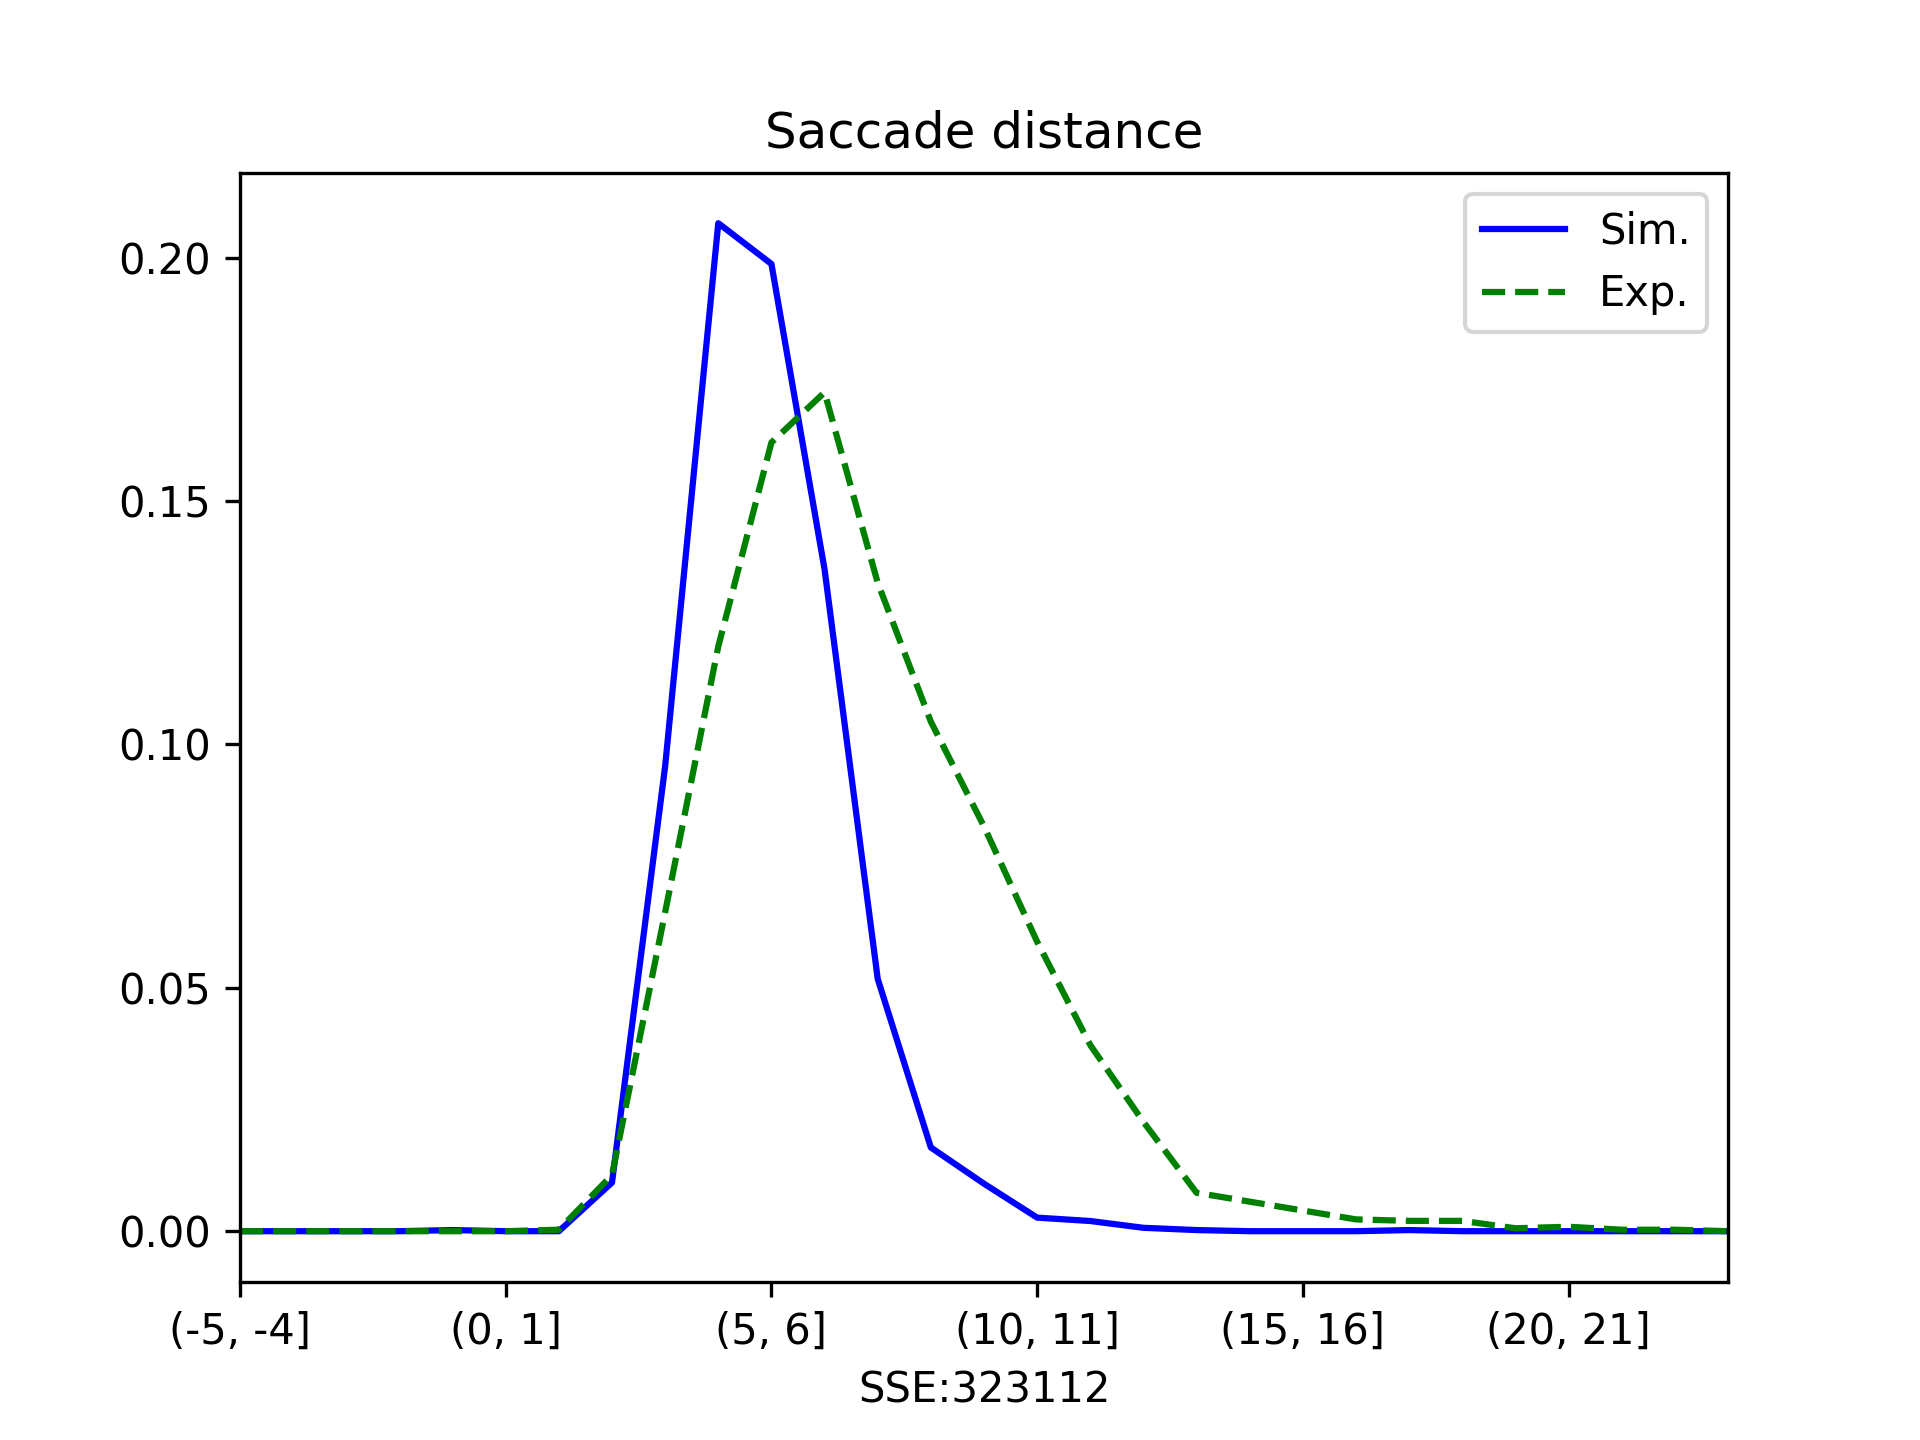 Saccade distance
Sim.
Exp.
0.20
0.15
0.10
0.05
0.00
(-5, -4]
(0, 1]
(5, 6]
(10, 11]
(15, 16]
(20, 21]
SSE:323112